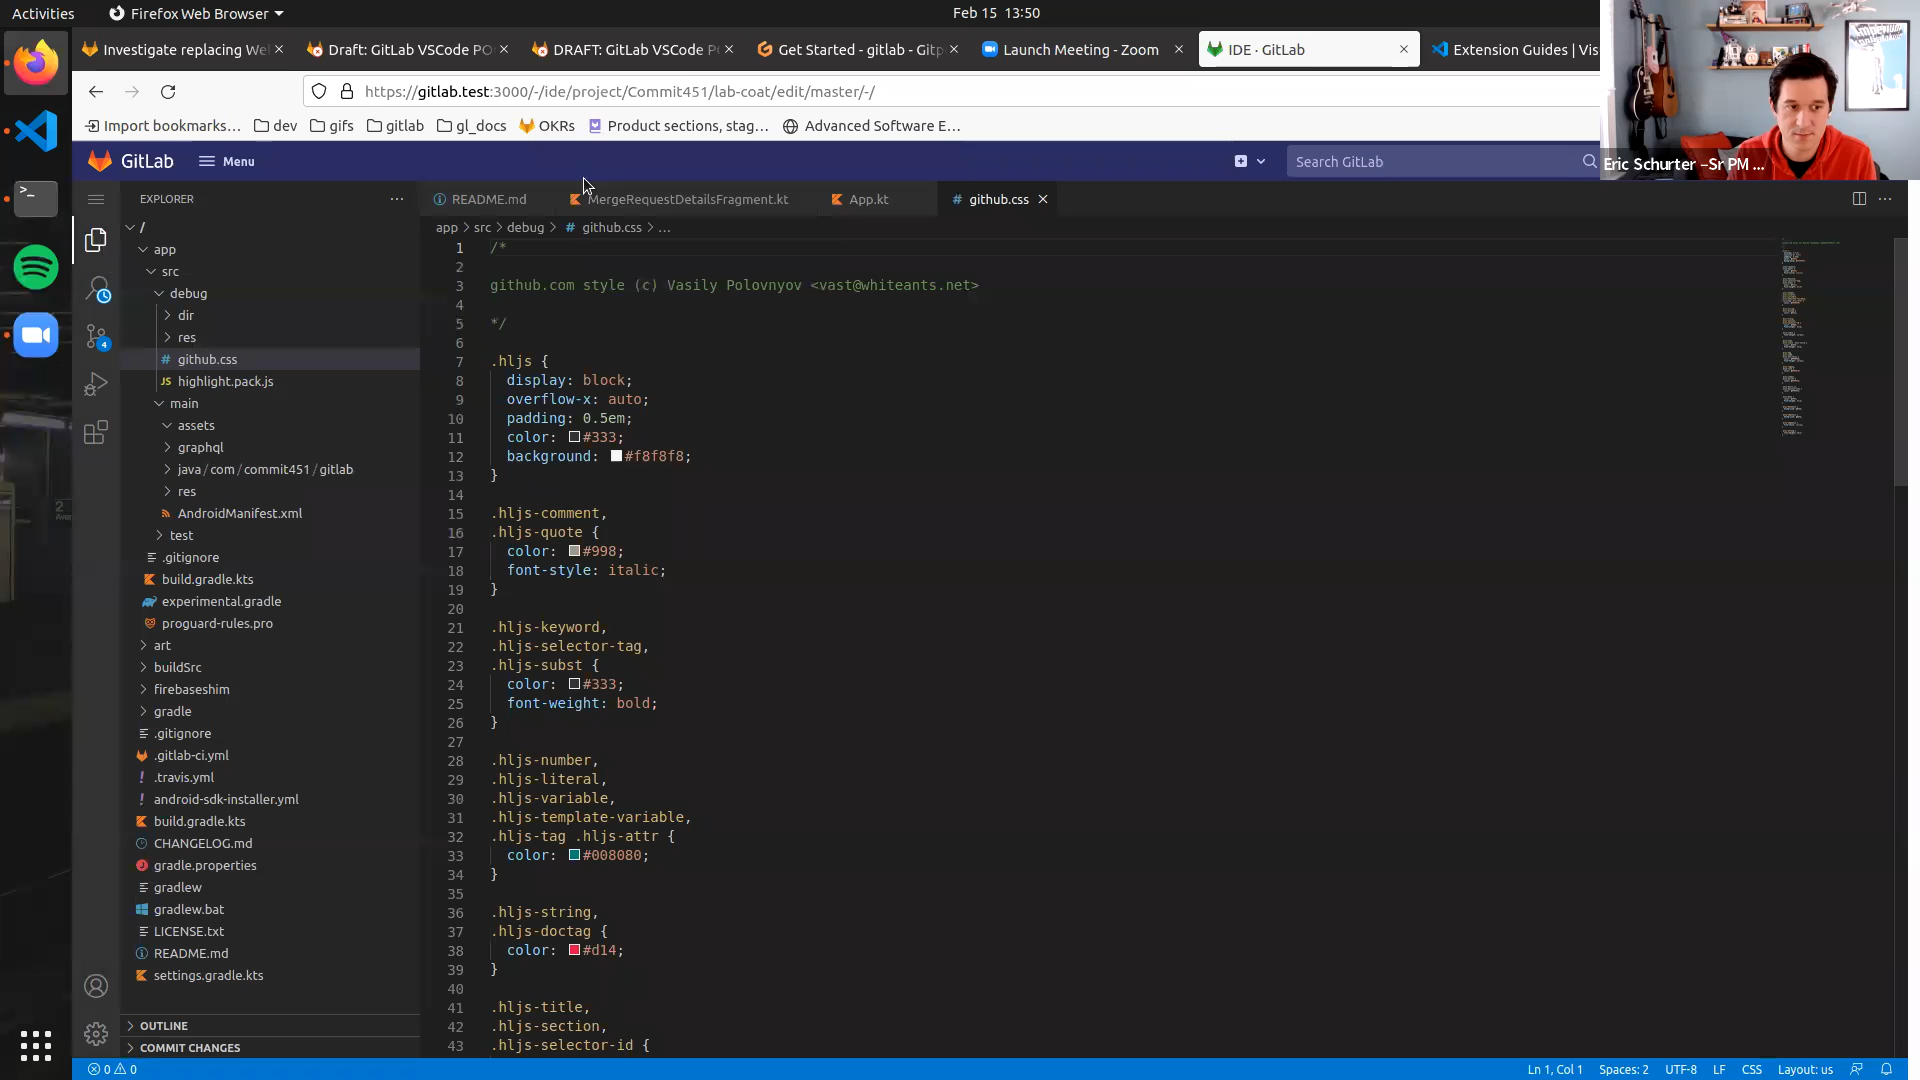 Activities
Firefox Web Browser
Feb 15 13:50
Investigate replacing We
Draft: GitLab VSCode PO
DRAFT: GitLab VSCode P
Get Started - gitlab - Gitp
Launch Meeting - Zoom
IDE · GitLab
Extension Guides | Vis
https://gitlab.test:3000/-/ide/project/Commit451/lab-coat/edit/master/-/
Import bookmarks…
dev
gifs
gitlab
gl_docs
OKRs
Product sections, stag…
Advanced Software E…
GitLab
Menu
Search GitLab
Eric Schurter –Sr PM ...
EXPLORER
/
app
src
debug
dir
res
github.css
JS highlight.pack.js
main
assets
graphql
java / com / commit451 / gitlab
res
AndroidManifest.xml
test
.gitignore
build.gradle.kts
experimental.gradle
proguard-rules.pro
art
buildSrc
firebaseshim
gradle
.gitignore
.gitlab-ci.yml
.travis.yml
android-sdk-installer.yml
build.gradle.kts
CHANGELOG.md
gradle.properties
gradlew
gradlew.bat
LICENSE.txt
README.md
settings.gradle.kts
OUTLINE
COMMIT CHANGES
4
README.md
MergeRequestDetailsFragment.kt
App.kt
# github.css
app > src > debug > # github.css > ...
1 /*
2
3 github.com style (c) Vasily Polovnyov <vast@whiteants.net>
4
5 */
6
7 .hljs {
8 display: block;
9 overflow-x: auto;
10 padding: 0.5em;
11 color: #333;
12 background: #f8f8f8;
13 }
14
15 .hljs-comment,
16 .hljs-quote {
17 color: #998;
18 font-style: italic;
19 }
20
21 .hljs-keyword,
22 .hljs-selector-tag,
23 .hljs-subst {
24 color: #333;
25 font-weight: bold;
26 }
27
28 .hljs-number,
29 .hljs-literal,
30 .hljs-variable,
31 .hljs-template-variable,
32 .hljs-tag .hljs-attr {
33 color: #008080;
34 }
35
36 .hljs-string,
37 .hljs-doctag {
38 color: #d14;
39 }
40
41 .hljs-title,
42 .hljs-section,
43 .hljs-selector-id {
0 0
Ln 1, Col 1
Spaces: 2
UTF-8
LF
CSS
Layout: us